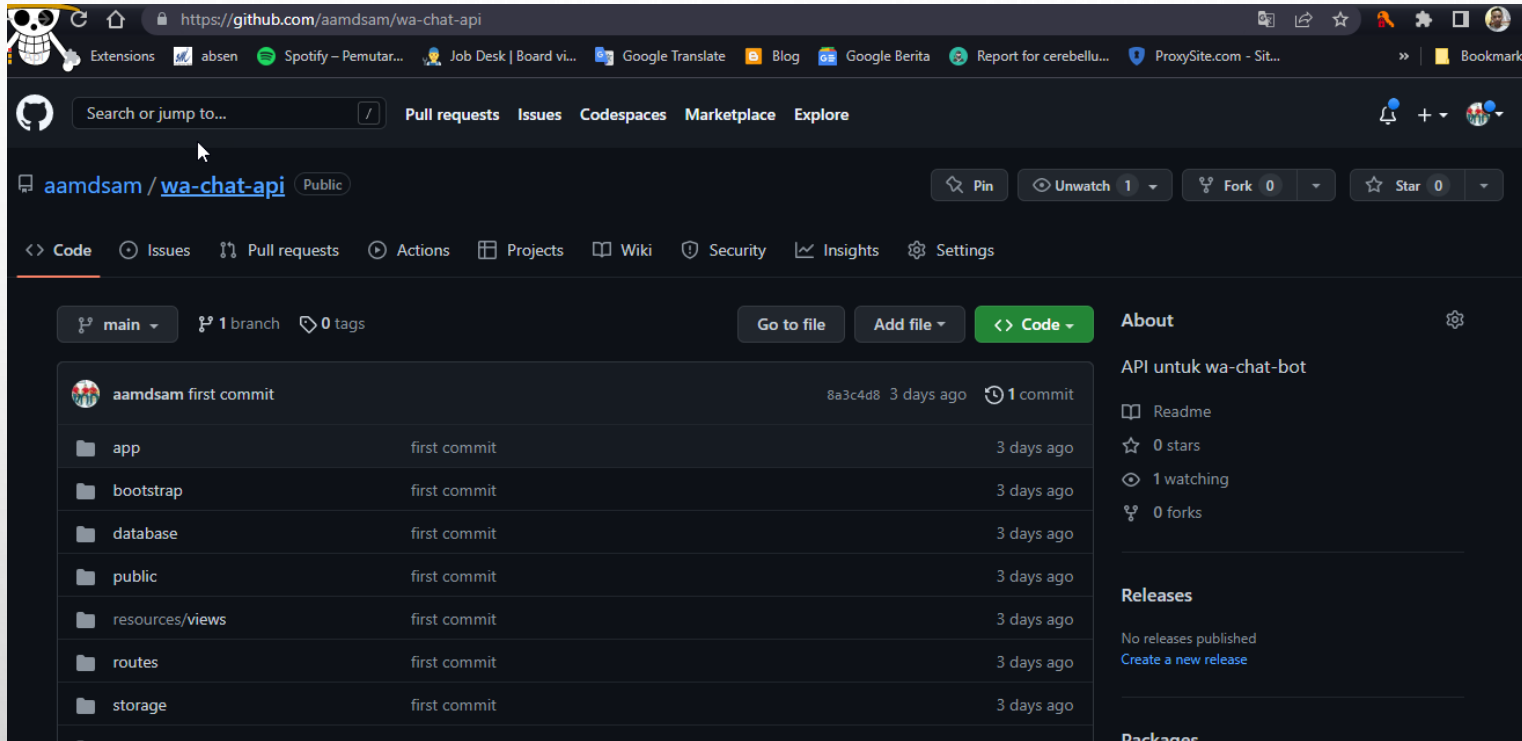 https://github.com/aamdsam/wa-chat-api
Extensions absen Spotify – Pemutar... Job Desk | Board vi... Google Translate Blog Google Berita Report for cerebellu... ProxySite.com - Sit... » Bookmark
Search or jump to... / Pull requests Issues Codespaces Marketplace Explore
aamdsam / wa-chat-api Public Pin Unwatch 1 Fork 0 Star 0
<> Code Issues Pull requests Actions Projects Wiki Security Insights Settings
main 1 branch 0 tags Go to file Add file <> Code
About
API untuk wa-chat-bot
Readme
0 stars
1 watching
0 forks
Releases
No releases published
Create a new release
Packages
aamdsam first commit 8a3c4d8 3 days ago 1 commit
app first commit 3 days ago
bootstrap first commit 3 days ago
database first commit 3 days ago
public first commit 3 days ago
resources/views first commit 3 days ago
routes first commit 3 days ago
storage first commit 3 days ago